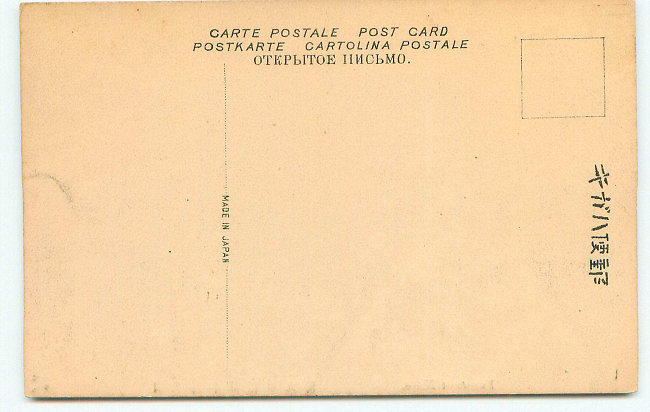 CARTE POSTALE POST CARD
POSTKARTE CARTOLINA POSTALE
ОТКРЫТОЕ ПИСЬМО.
MADE IN JAPAN
キガハ便郵